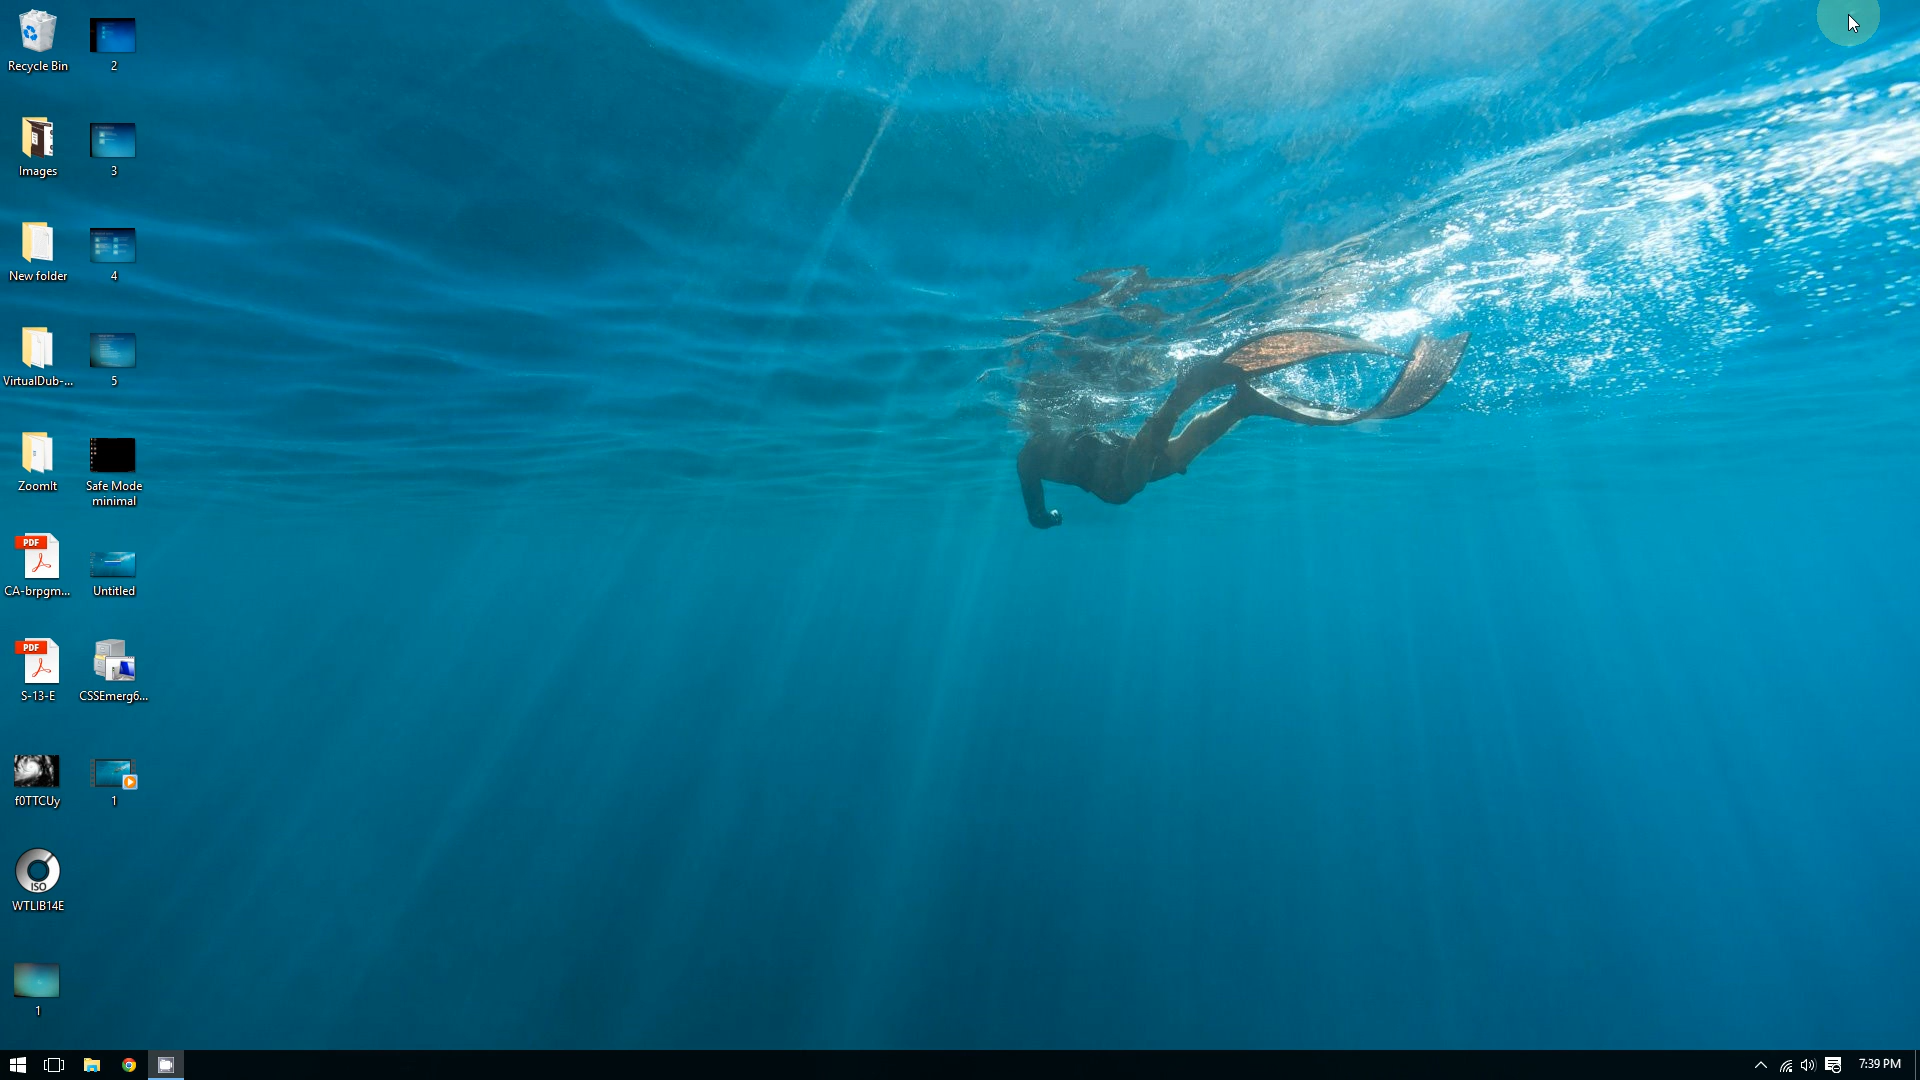 Recycle Bin
2
Images
3
New folder
4
VirtualDub-...
5
ZoomIt
Safe Mode
minimal
PDF
CA-brpgm...
Untitled
PDF
S-13-E
CSSEmerg6...
f0TTCUy
1
ISO
WTLIB14E
1
7:39 PM